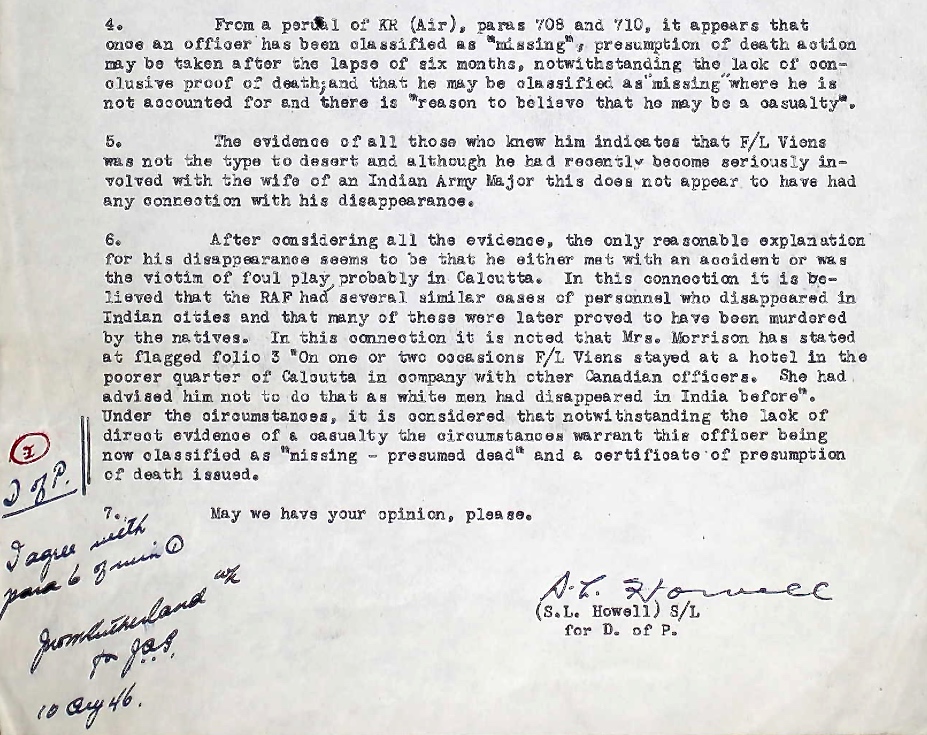 4. From a perusal of KR (Air), paras 708 and 710, it appears that
once an officer has been classified as "missing", presumption of death action
may be taken after the lapse of six months, notwithstanding the lack of con-
clusive proof of death; and that he may be classified as "missing" where he is
not accounted for and there is "reason to believe that he may be a casualty".
5. The evidence of all those who knew him indicates that F/L Viens
was not the type to desert and although he had recently become seriously in-
volved with the wife of an Indian Army Major this does not appear to have had
any connection with his disappearance.
6. After considering all the evidence, the only reasonable explanation
for his disappearance seems to be that he either met with an accident or was
the victim of foul play, probably in Calcutta. In this connection it is be-
lieved that the RAF had several similar cases of personnel who disappeared in
Indian cities and that many of these were later proved to have been murdered
by the natives. In this connection it is noted that Mrs. Morrison has stated
at flagged folio 3 "On one or two occasions F/L Viens stayed at a hotel in the
poorer quarter of Calcutta in company with other Canadian officers. She had
advised him not to do that as white men had disappeared in India before".
Under the circumstances, it is considered that notwithstanding the lack of
direct evidence of a casualty the circumstances warrant this officer being
now classified as "missing - presumed dead" and a certificate of presumption
of death issued.
7. May we have your opinion, please.
D of P.
I agree with
para 6 of min ①
10 Aug 46.
S.L. Howell
(S.L. Howell) S/L
for D. of P.